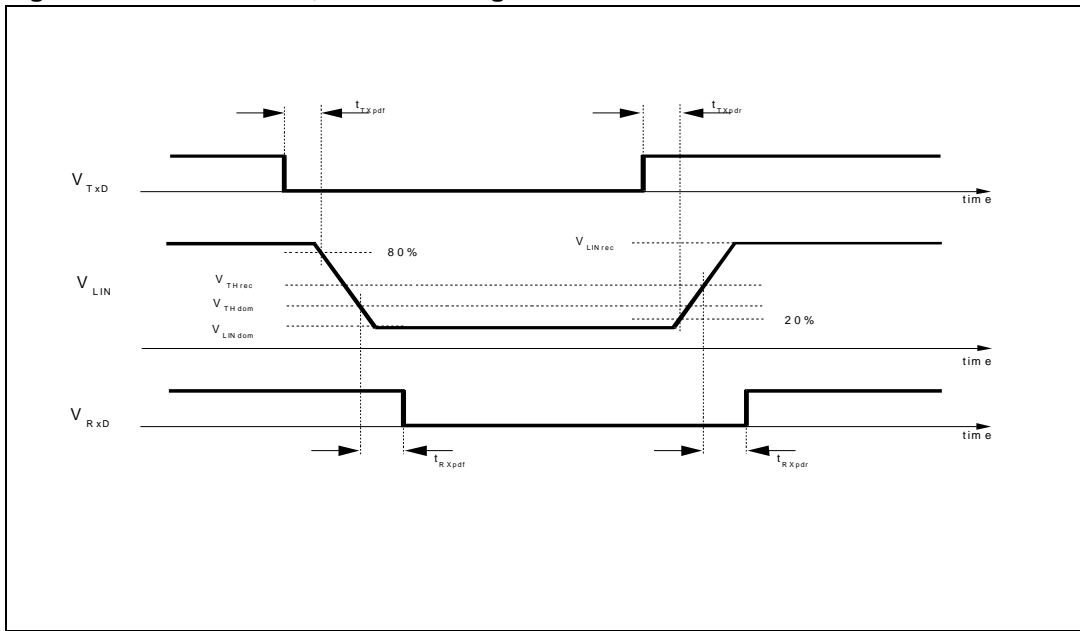 t TXpdf
t TXpdr
V TxD
time
V LINrec
80%
V THrec
V LIN
V THdom
20%
V LINdom
time
V RxD
time
t RXpdf
t RXpdr